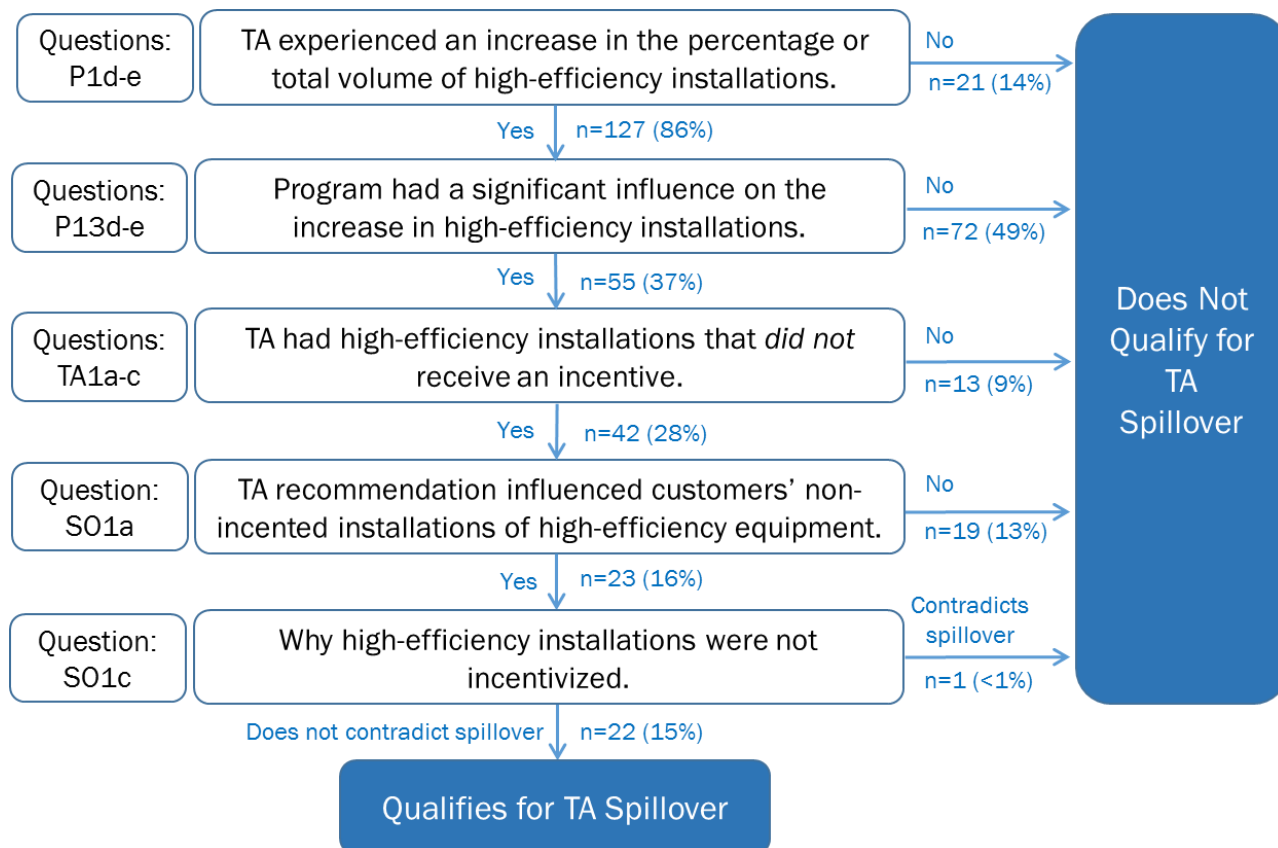 Questions:
P1d-e
TA experienced an increase in the percentage or
total volume of high-efficiency installations.
No
n=21 (14%)
Yes
n=127 (86%)
Questions:
P13d-e
Program had a significant influence on the
increase in high-efficiency installations.
No
n=72 (49%)
Yes
n=55 (37%)
Questions:
TA1a-c
TA had high-efficiency installations that did not
receive an incentive.
No
n=13 (9%)
Yes
n=42 (28%)
Question:
SO1a
TA recommendation influenced customers’ non-
incented installations of high-efficiency equipment.
No
n=19 (13%)
Yes
n=23 (16%)
Question:
SO1c
Why high-efficiency installations were not
incentivized.
Contradicts
spillover
n=1 (<1%)
Does not contradict spillover
n=22 (15%)
Does Not
Qualify for
TA
Spillover
Qualifies for TA Spillover